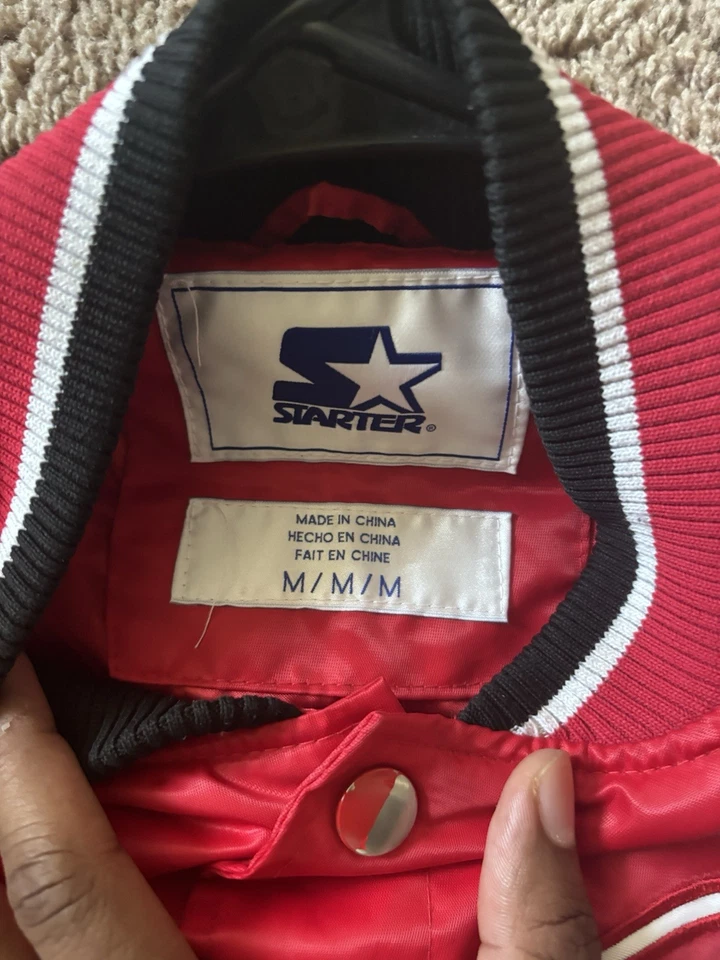 STARTER®
MADE IN CHINA
HECHO EN CHINA
FAIT EN CHINE
M/M/M